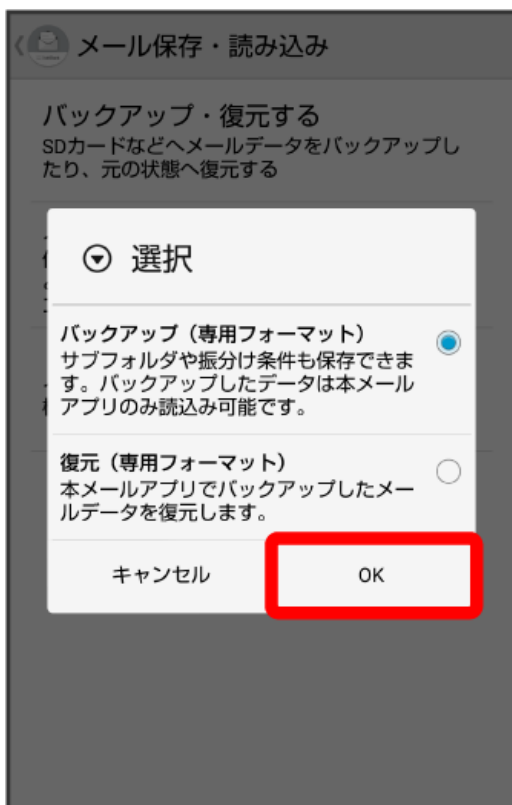 メール保存・読み込み
バックアップ・復元する
SDカードなどへメールデータをバックアップし
たり、元の状態へ復元する
選択
バックアップ（専用フォーマット）
サブフォルダや振分け条件も保存できま
す。バックアップしたデータは本メール
アプリのみ読込み可能です。
復元（専用フォーマット）
本メールアプリでバックアップしたメー
ルデータを復元します。
キャンセル
OK